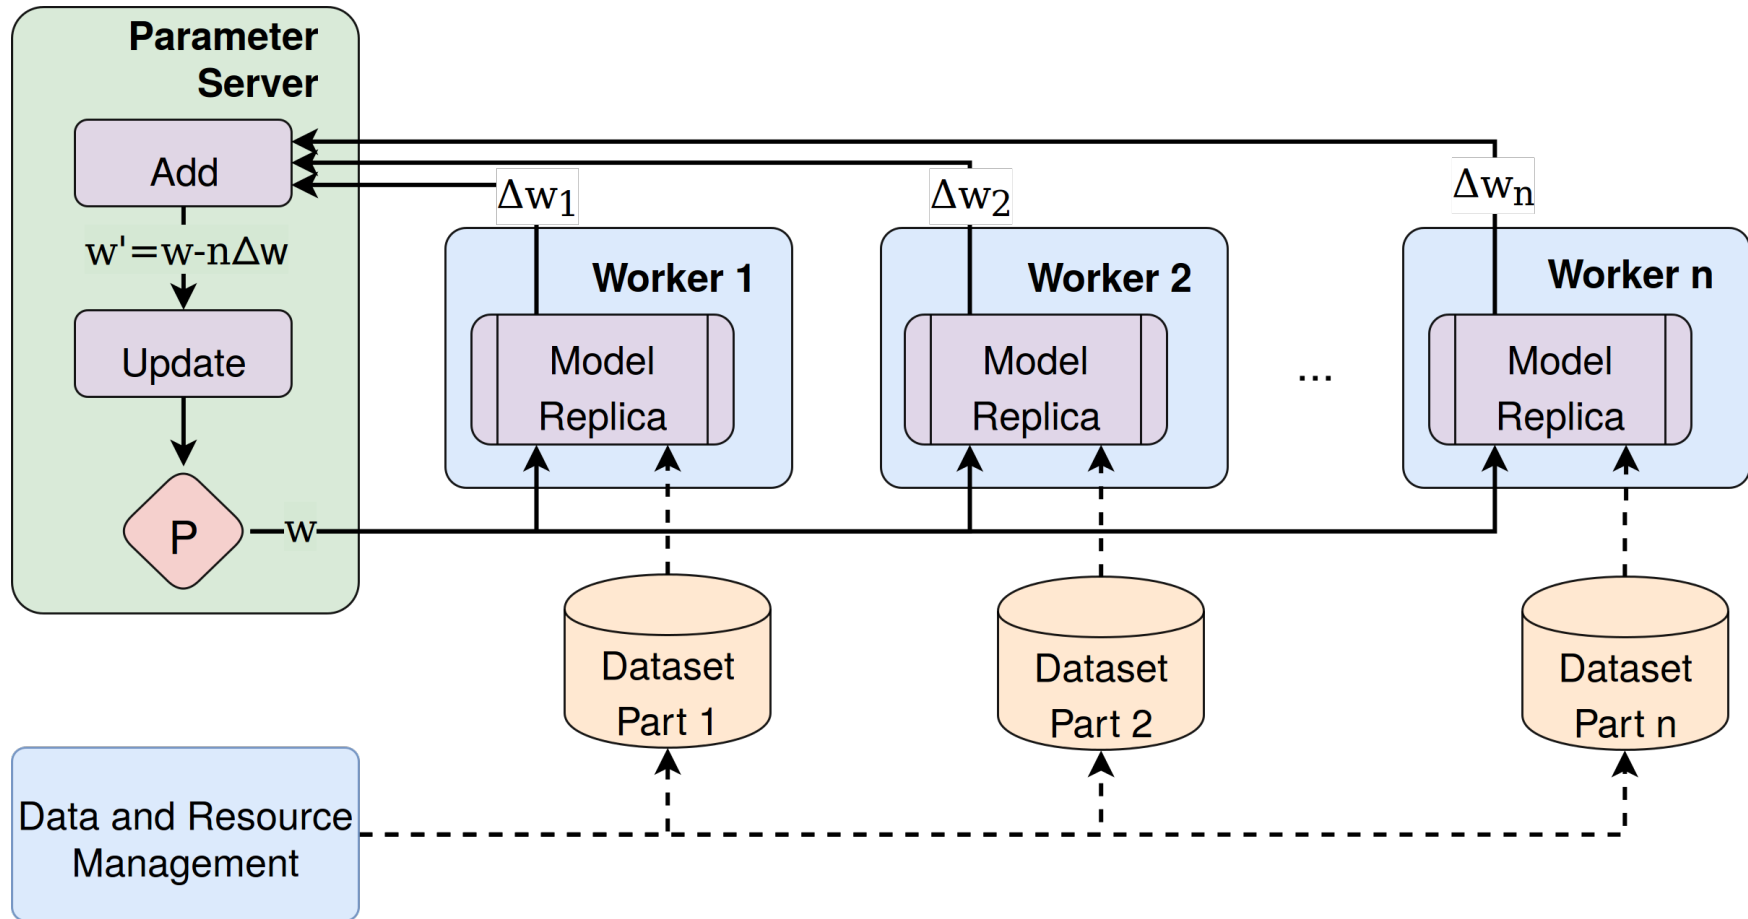 Parameter
Server
Add
w'=w-nΔw
Update
P
w
Δw1
Δw2
Δwn
Worker 1
Model
Replica
Worker 2
Model
Replica
...
Worker n
Model
Replica
Dataset
Part 1
Dataset
Part 2
Dataset
Part n
Data and Resource
Management